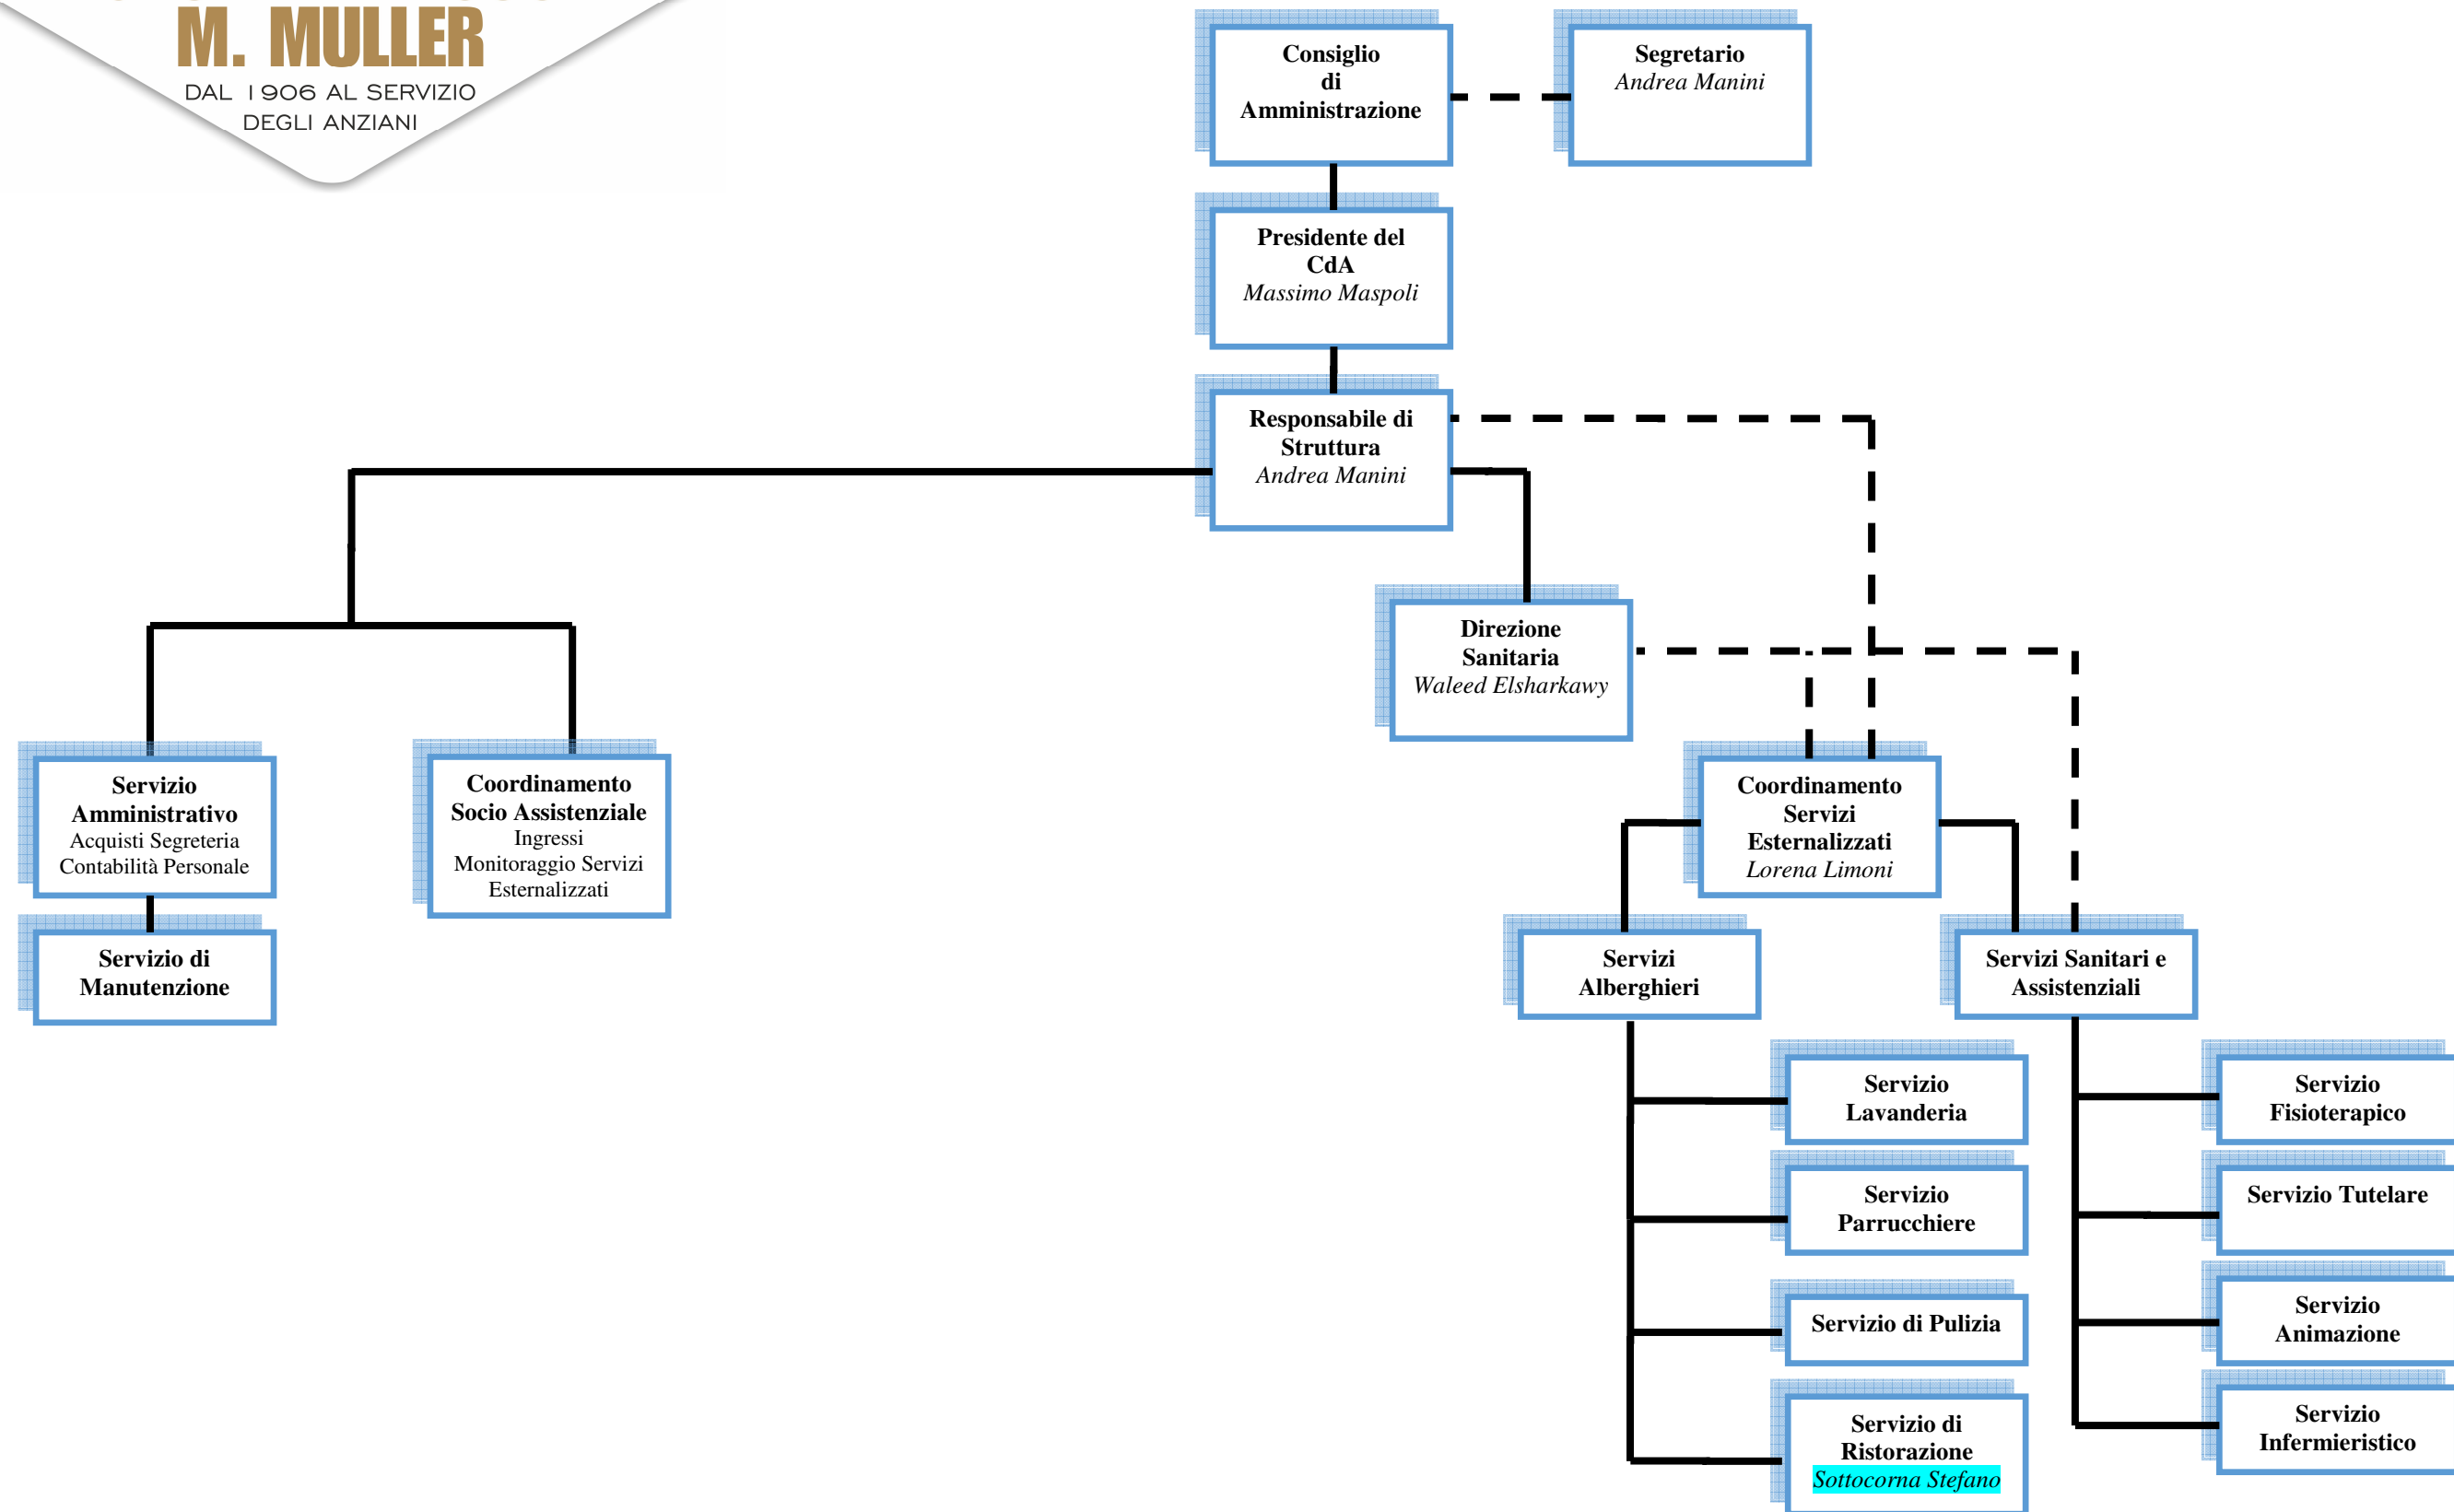 M. MULLER
DAL 1906 AL SERVIZIO
DEGLI ANZIANI
Consiglio
di
Amministrazione
Segretario
Andrea Manini
Presidente del
CdA
Massimo Maspoli
Responsabile di
Struttura
Andrea Manini
Direzione
Sanitaria
Waleed Elsharkawy
Servizio
Amministrativo
Acquisti Segreteria
Contabilità Personale
Coordinamento
Socio Assistenziale
Ingressi
Monitoraggio Servizi
Esternalizzati
Coordinamento
Servizi
Esternalizzati
Lorena Limoni
Servizio di
Manutenzione
Servizi
Alberghieri
Servizi Sanitari e
Assistenziali
Servizio
Lavanderia
Servizio
Fisioterapico
Servizio
Parrucchiere
Servizio Tutelare
Servizio di Pulizia
Servizio
Animazione
Servizio di
Ristorazione
Sottocorna Stefano
Servizio
Infermieristico